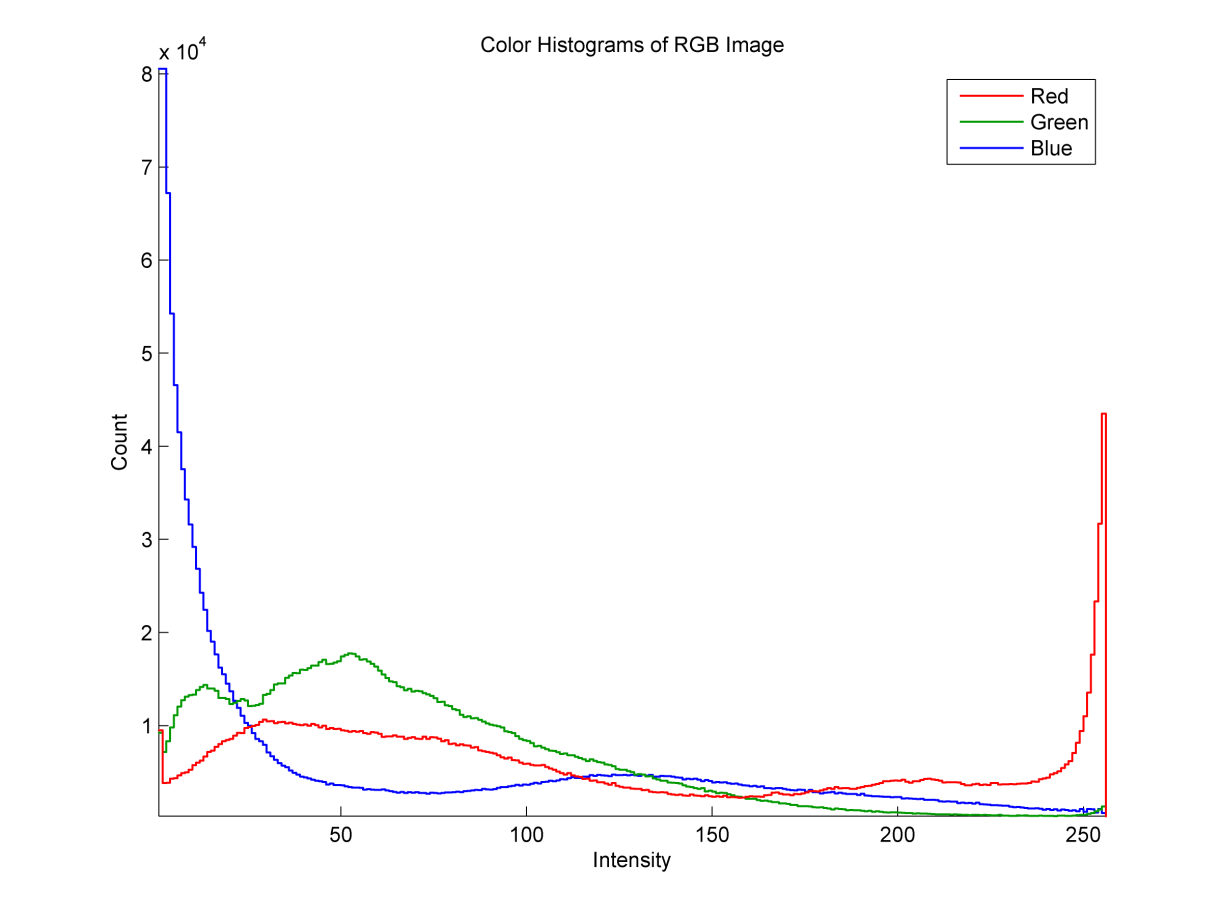 Color Histograms of RGB Image
x 10^4
8
7
6
5
4
3
2
1
Count
Red
Green
Blue
50 100 150 200 250
Intensity